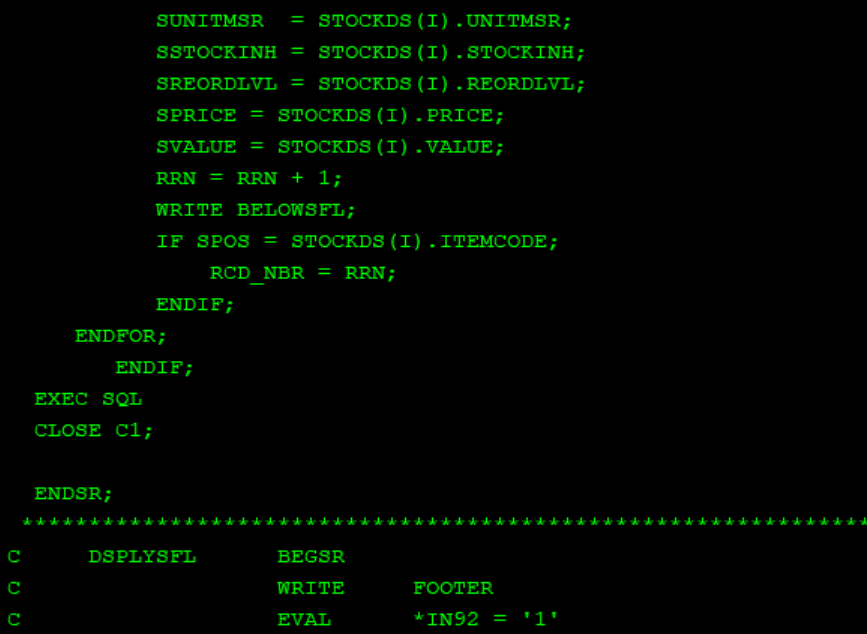 SUNITMSR  = STOCKDS(I).UNITMSR;
SSTOCKINH = STOCKDS(I).STOCKINH;
SREORDLVL = STOCKDS(I).REORDLVL;
SPRICE = STOCKDS(I).PRICE;
SVALUE = STOCKDS(I).VALUE;
RRN = RRN + 1;
WRITE BELOWSFL;
IF SPOS = STOCKDS(I).ITEMCODE;
RCD_NBR = RRN;
ENDIF;
ENDFOR;
ENDIF;
EXEC SQL
CLOSE C1;
ENDSR;
***************************************************************
C     DSPLYSFL      BEGSR
C                   WRITE     FOOTER
C                   EVAL      *IN92 = '1'